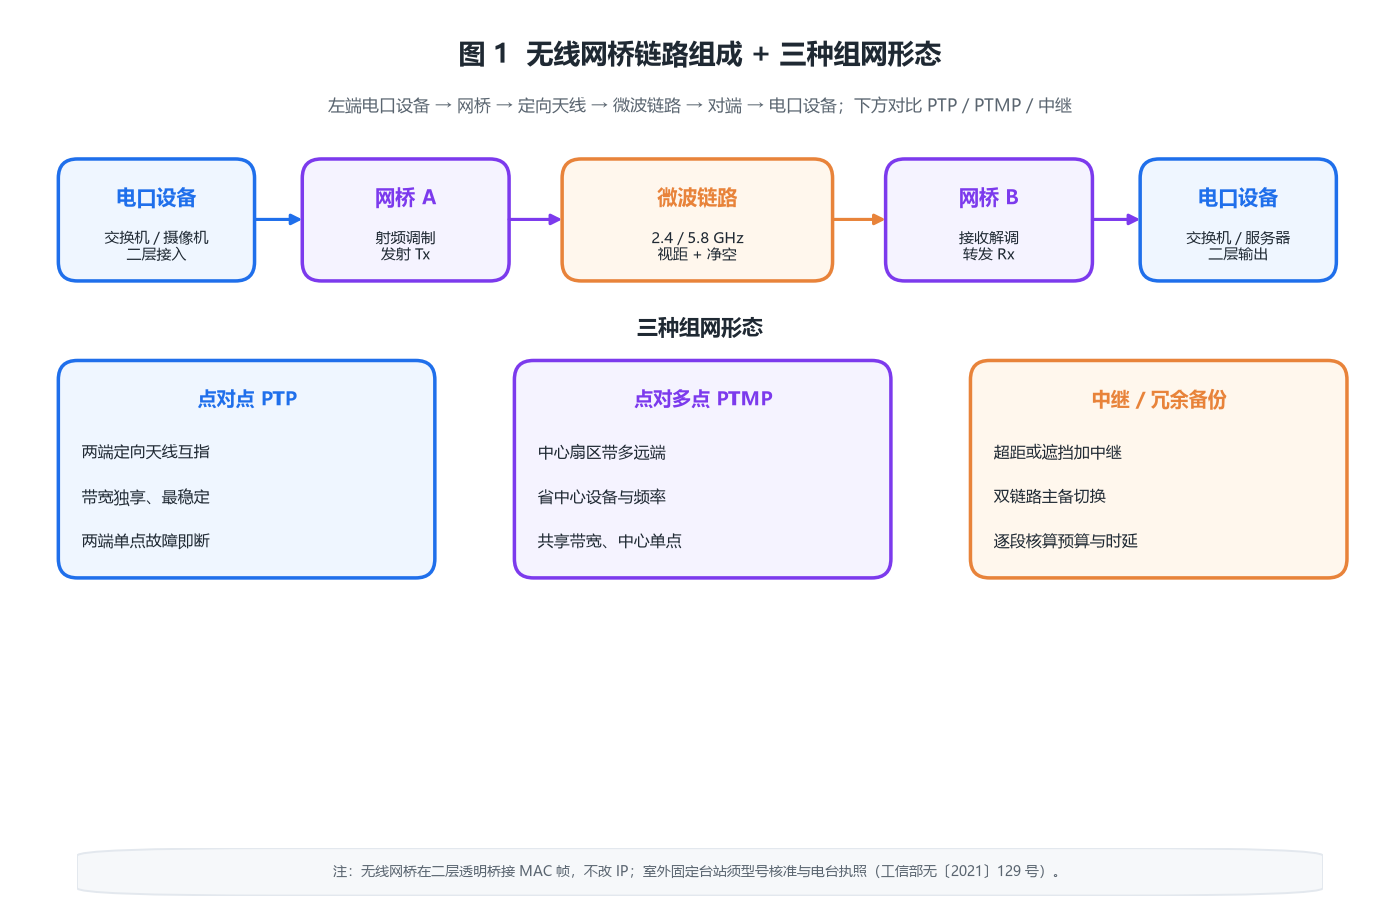 图 1 无线网桥链路组成 + 三种组网形态
左端电口设备 → 网桥 → 定向天线 → 微波链路 → 对端 → 电口设备；下方对比 PTP / PTMP / 中继
电口设备
交换机 / 摄像机
二层接入
网桥 A
射频调制
发射 Tx
微波链路
2.4 / 5.8 GHz
视距 + 净空
网桥 B
接收解调
转发 Rx
电口设备
交换机 / 服务器
二层输出
三种组网形态
点对点 PTP
两端定向天线互指
带宽独享、最稳定
两端单点故障即断
点对多点 PTMP
中心扇区带多远端
省中心设备与频率
共享带宽、中心单点
中继 / 冗余备份
超距或遮挡加中继
双链路主备切换
逐段核算预算与时延
注：无线网桥在二层透明桥接 MAC 帧，不改 IP；室外固定台站须型号核准与电台执照（工信部无〔2021〕129 号）。